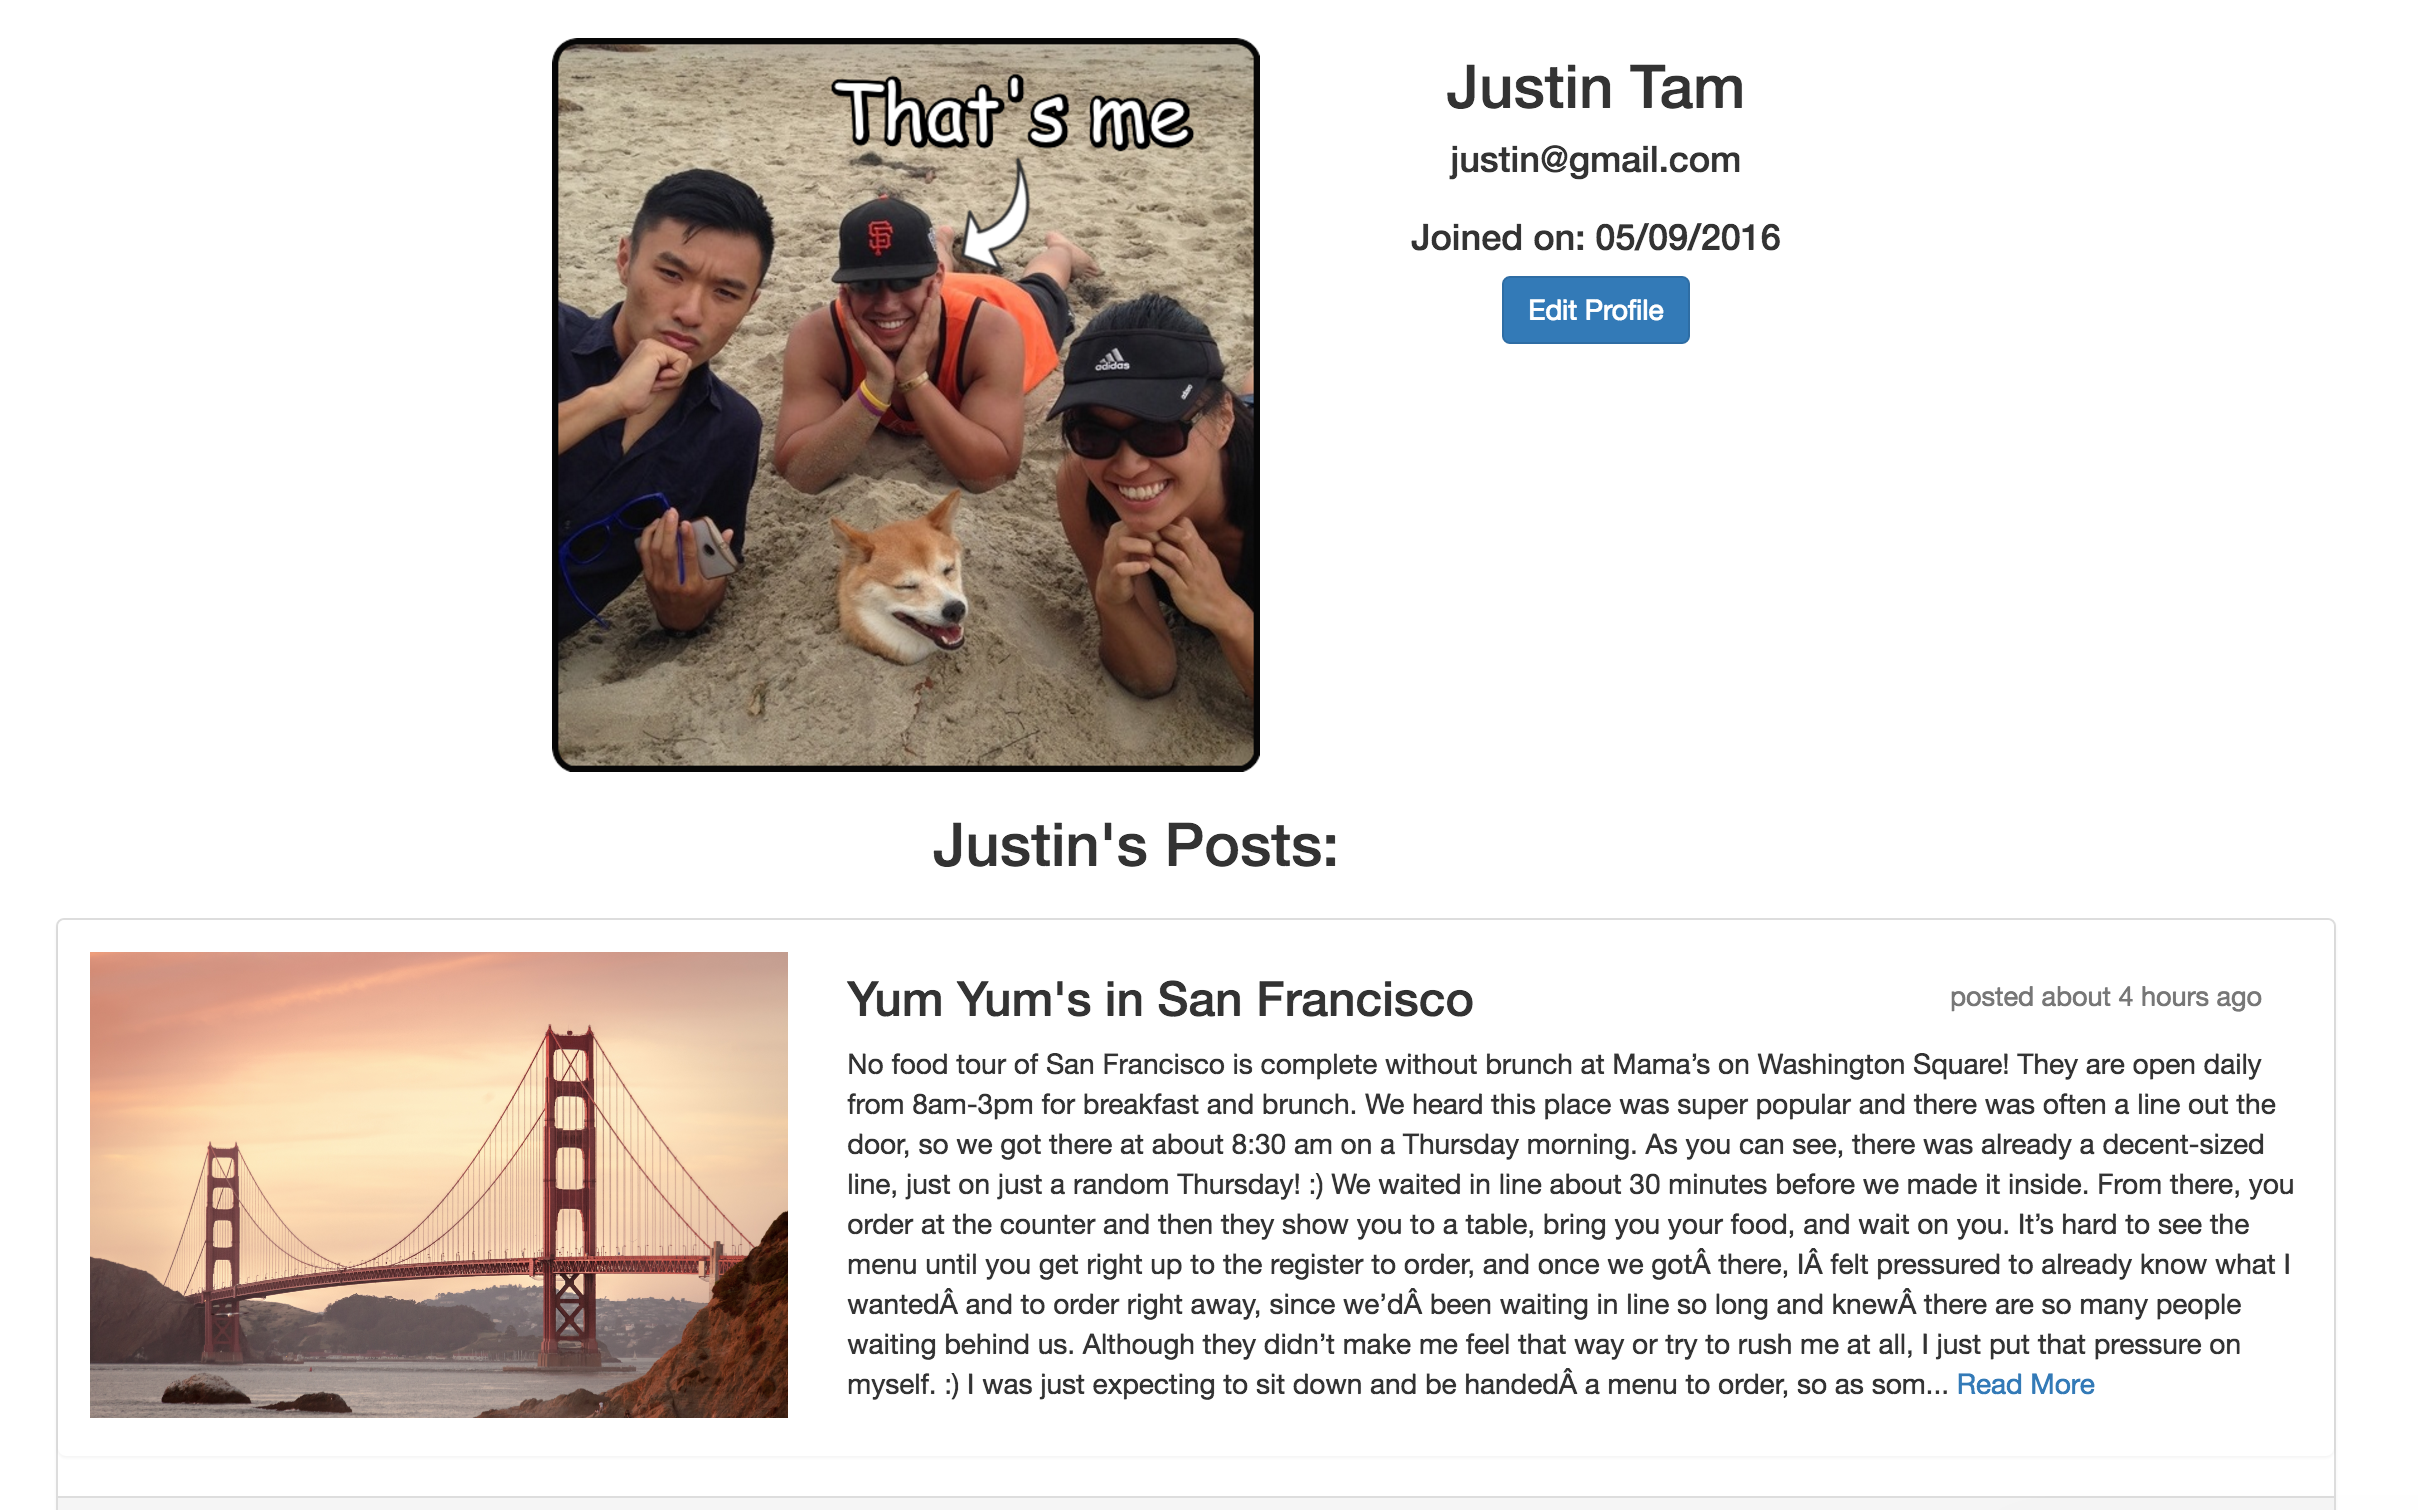 That's me
SF
adidas
Justin Tam
justin@gmail.com
Joined on: 05/09/2016
Edit Profile
Justin's Posts:
Yum Yum's in San Francisco
posted about 4 hours ago
No food tour of San Francisco is complete without brunch at Mama’s on Washington Square! They are open daily
from 8am-3pm for breakfast and brunch. We heard this place was super popular and there was often a line out the
door, so we got there at about 8:30 am on a Thursday morning. As you can see, there was already a decent-sized
line, just on just a random Thursday! :) We waited in line about 30 minutes before we made it inside. From there, you
order at the counter and then they show you to a table, bring you your food, and wait on you. It’s hard to see the
menu until you get right up to the register to order, and once we gotÂ there, IÂ felt pressured to already know what I
wantedÂ and to order right away, since we’dÂ been waiting in line so long and knewÂ there are so many people
waiting behind us. Although they didn’t make me feel that way or try to rush me at all, I just put that pressure on
myself. :) I was just expecting to sit down and be handedÂ a menu to order, so as som... Read More